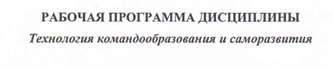 РАБОЧАЯ ПРОГРАММА ДИСЦИПЛИНЫ
Технология командообразования и саморазвития